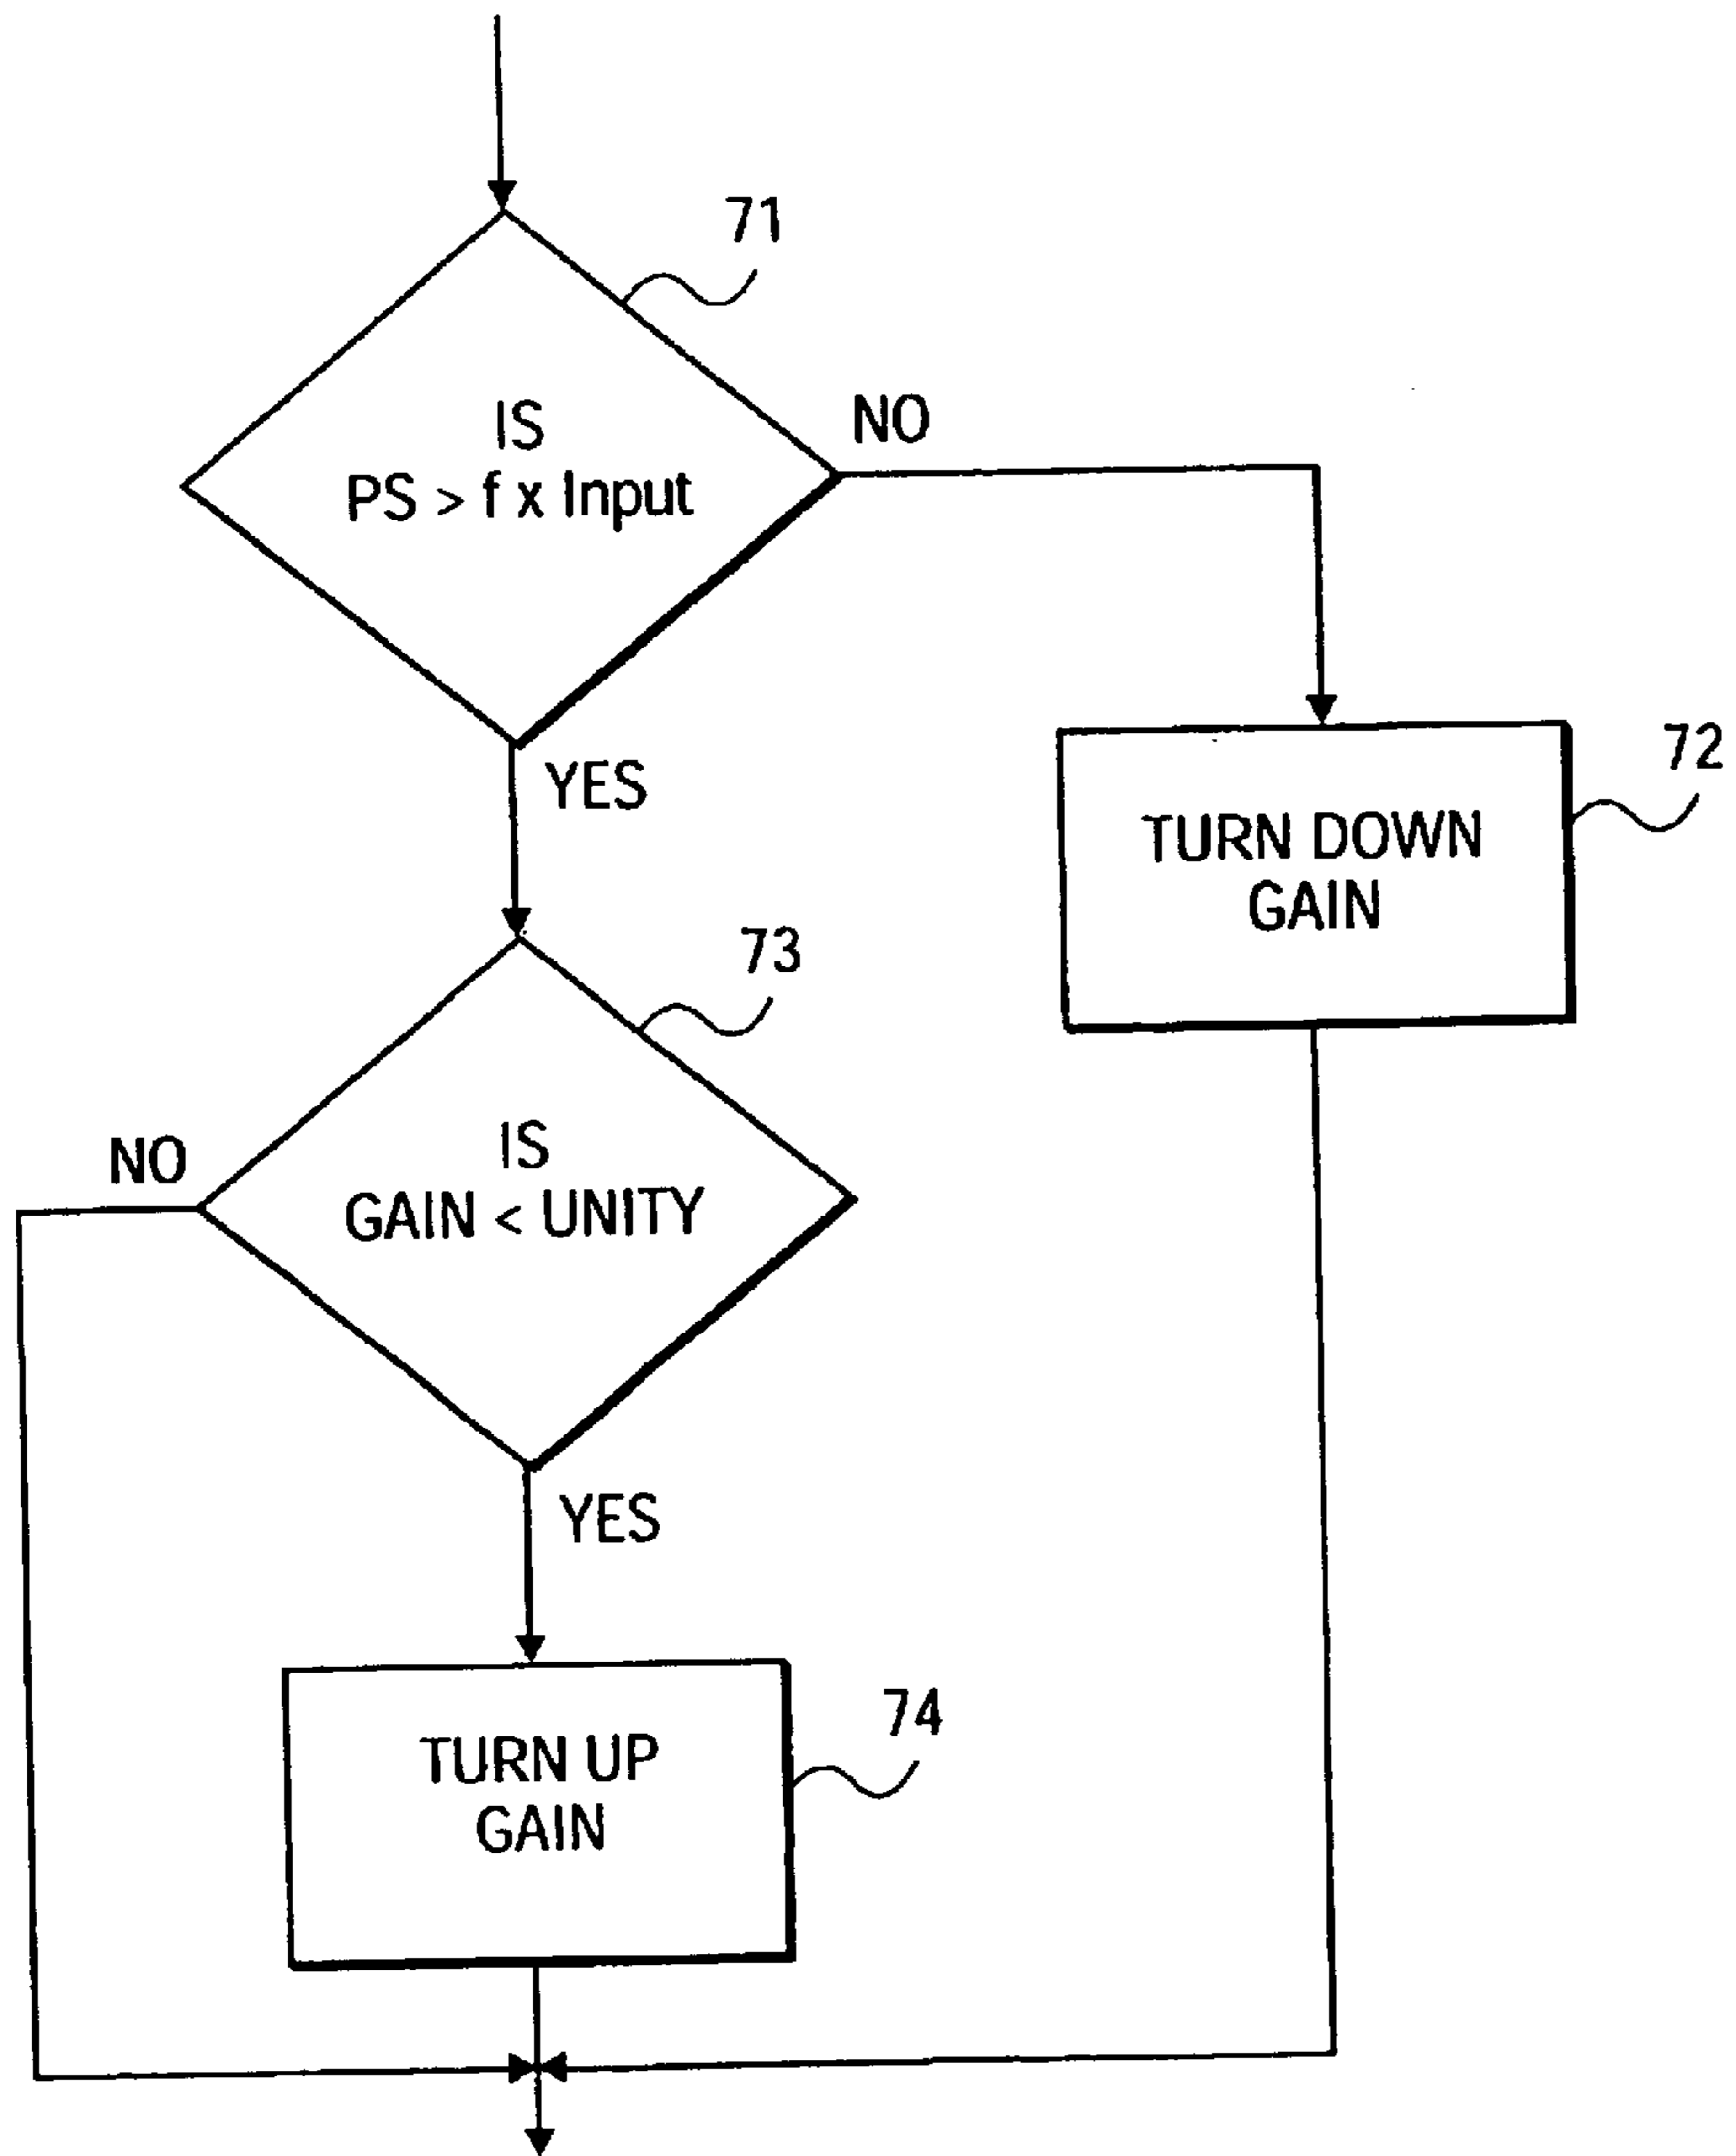 71
IS
PS > f x Input
NO
YES
72
TURN DOWN
GAIN
73
NO
IS
GAIN < UNITY
YES
74
TURN UP
GAIN